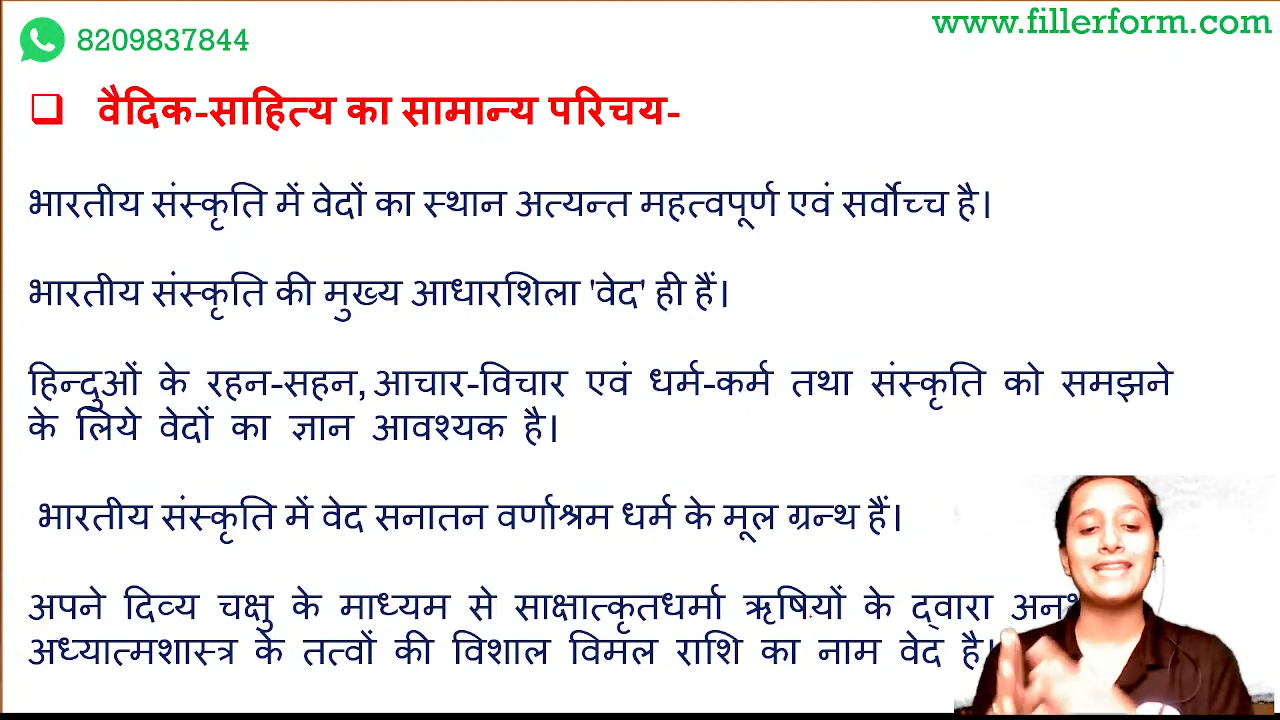 8209837844
www.fillerform.com
❑ वैदिक-साहित्य का सामान्य परिचय-
भारतीय संस्कृति में वेदों का स्थान अत्यन्त महत्वपूर्ण एवं सर्वोच्च है।
भारतीय संस्कृति की मुख्य आधारशिला 'वेद' ही हैं।
हिन्दुओं के रहन-सहन, आचार-विचार एवं धर्म-कर्म तथा संस्कृति को समझने
के लिये वेदों का ज्ञान आवश्यक है।
भारतीय संस्कृति में वेद सनातन वर्णाश्रम धर्म के मूल ग्रन्थ हैं।
अपने दिव्य चक्षु के माध्यम से साक्षात्कृतधर्मा ऋषियों के द्वारा
अध्यात्मशास्त्र के तत्वों की विशाल विमल राशि का नाम वेद है।